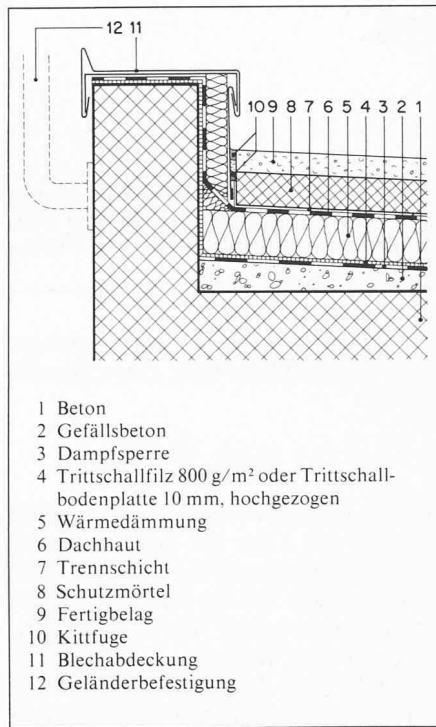 12 11
10 9 8 7 6 5 4 3 2 1
1 Beton
2 Gefällsbeton
3 Dampfsperre
4 Trittschallfilz 800 g/m² oder Trittschall-
bodenplatte 10 mm, hochgezogen
5 Wärmedämmung
6 Dachhaut
7 Trennschicht
8 Schutzmörtel
9 Fertigbelag
10 Kittfuge
11 Blechabdeckung
12 Geländerbefestigung